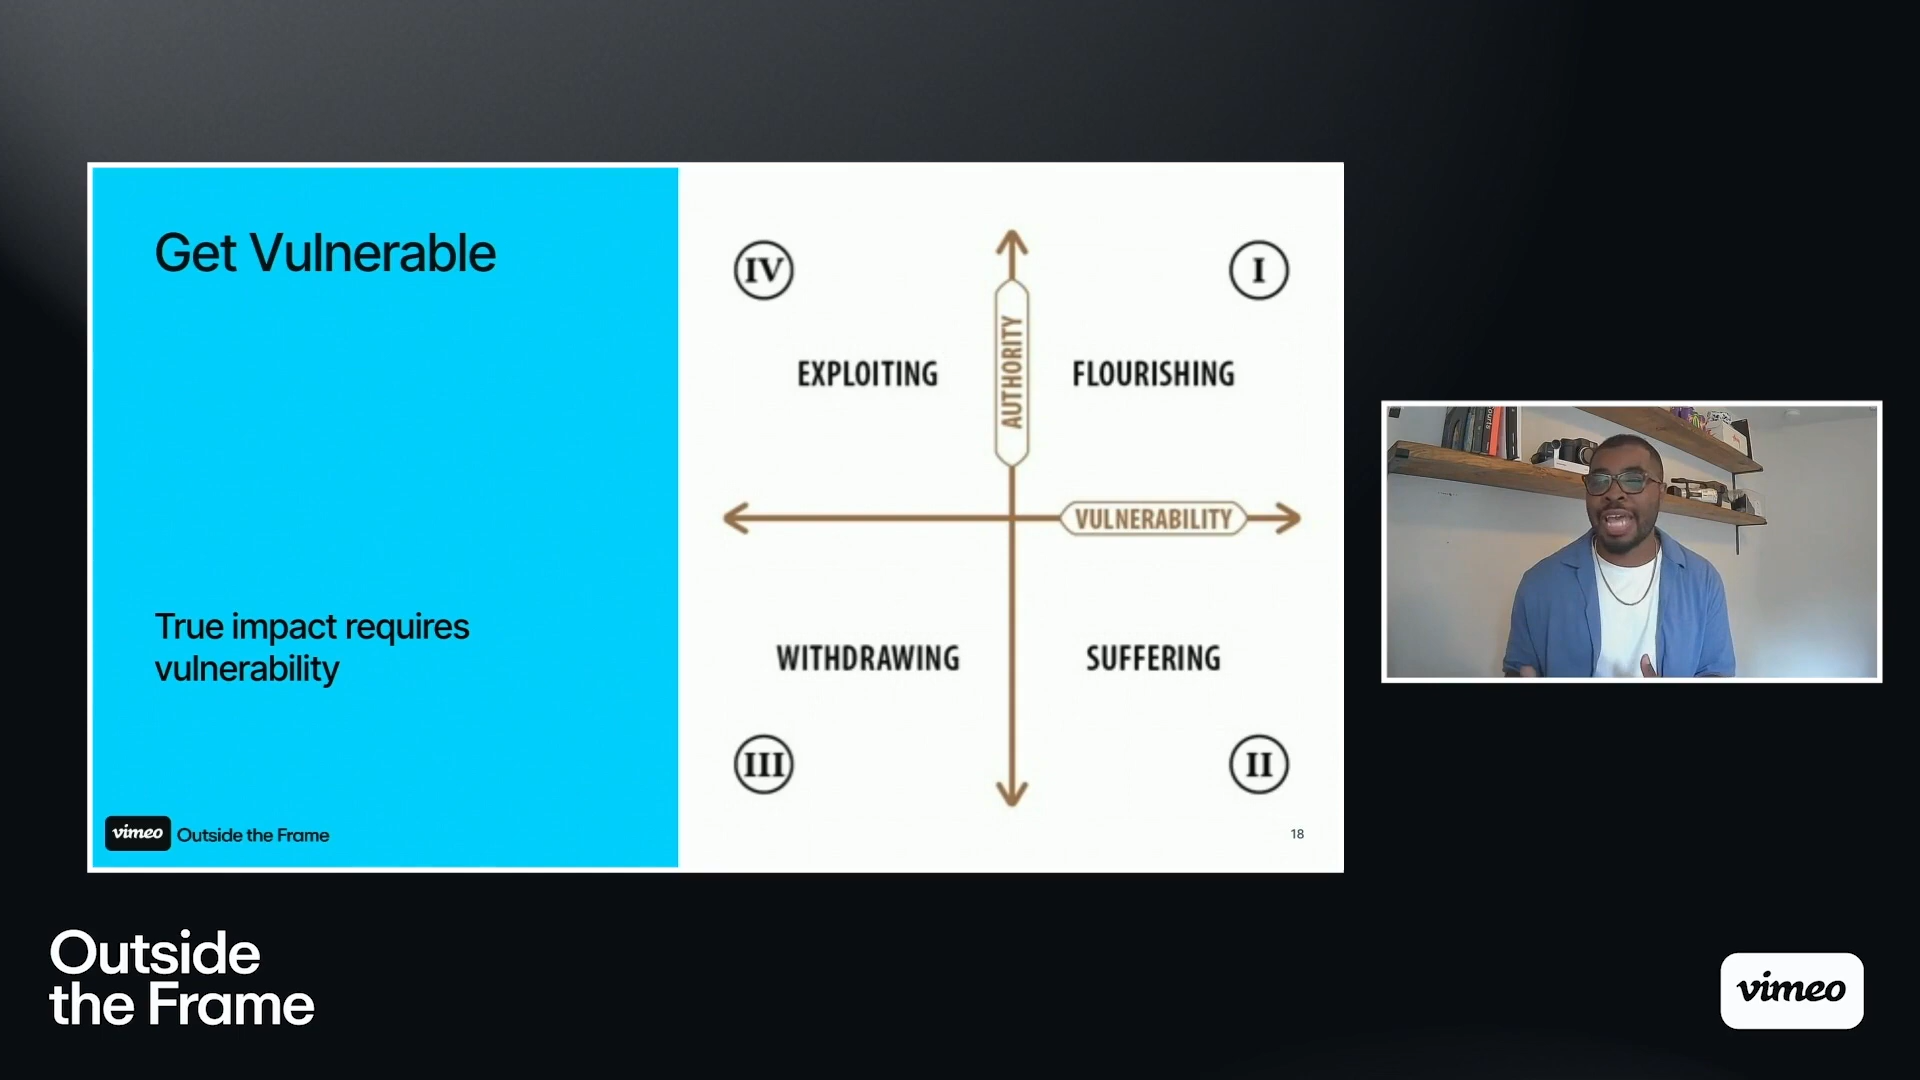 Get Vulnerable
True impact requires
vulnerability
vimeo Outside the Frame
IV
I
EXPLOITING
AUTHORITY
FLOURISHING
VULNERABILITY
WITHDRAWING
SUFFERING
III
II
18
Outside
the Frame
vimeo